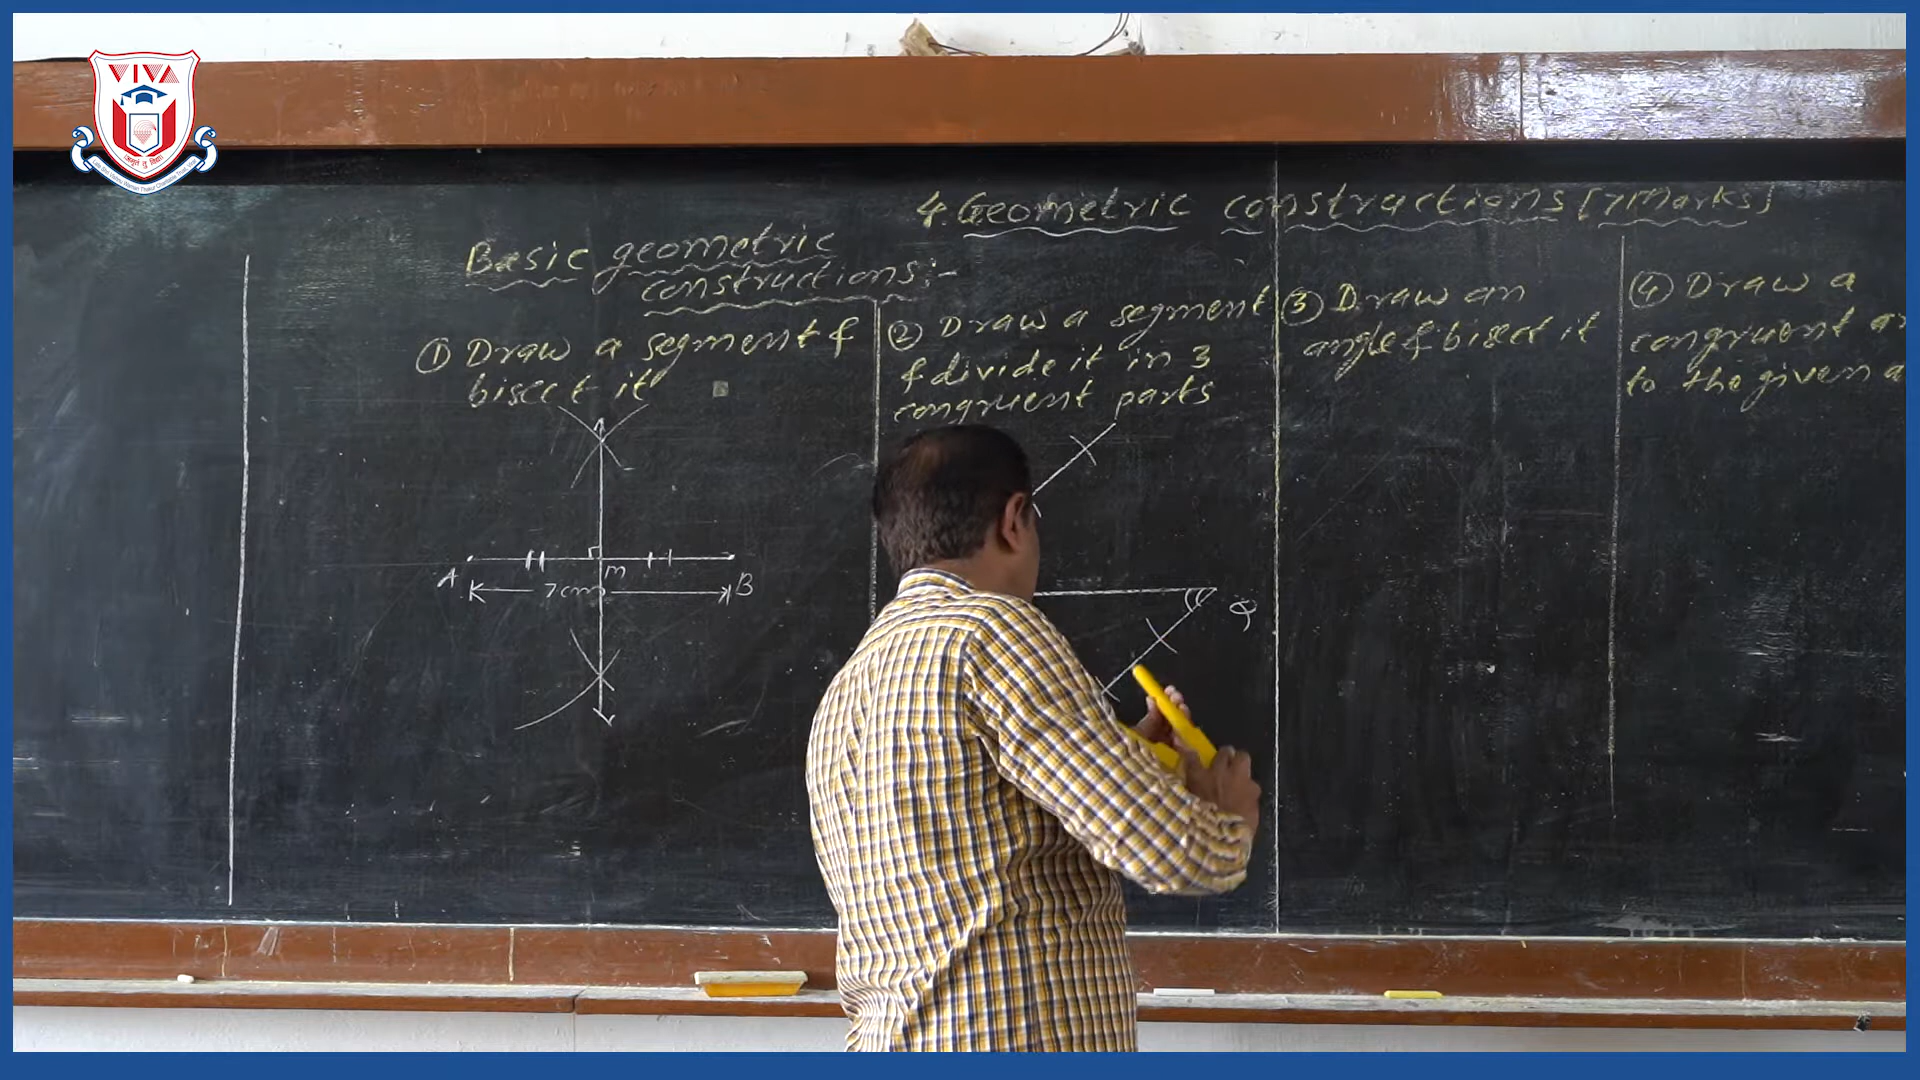 VIVA
4. Geometric constructions [7 Marks]
Basic geometric
constructions:-
① Draw a segment &
bisect it
② Draw a segment
& divide it in 3
congruent parts
③ Draw an
angle & bisect it
④ Draw a
congruent
to the given
A
7cm
M
B
Q